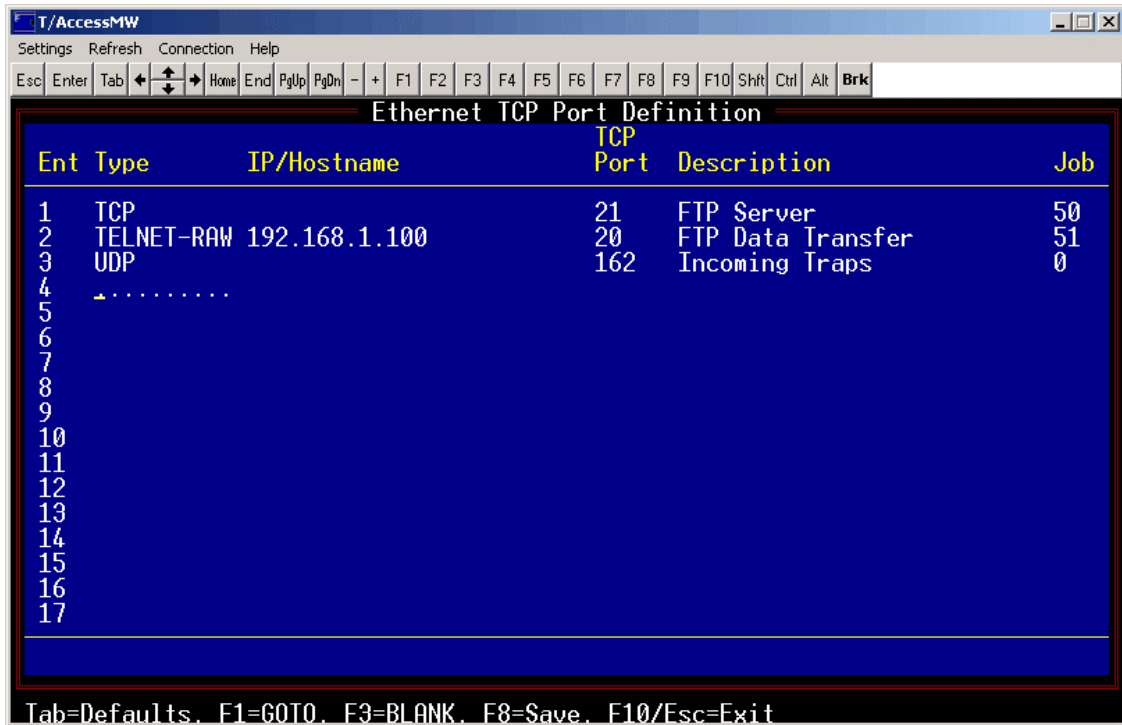 T/AccessMW
Settings Refresh Connection Help
Esc Enter Tab Home End PgUp PgDn - + F1 F2 F3 F4 F5 F6 F7 F8 F9 F10 Shft Ctrl Alt Brk
Ethernet TCP Port Definition
TCP
Ent Type IP/Hostname Port Description Job
1 TCP 21 FTP Server 50
2 TELNET-RAW 192.168.1.100 20 FTP Data Transfer 51
3 UDP 162 Incoming Traps 0
4 ..........
5
6
7
8
9
10
11
12
13
14
15
16
17
Tab=Defaults. F1=GOTO. F3=BLANK. F8=Save. F10/Esc=Exit